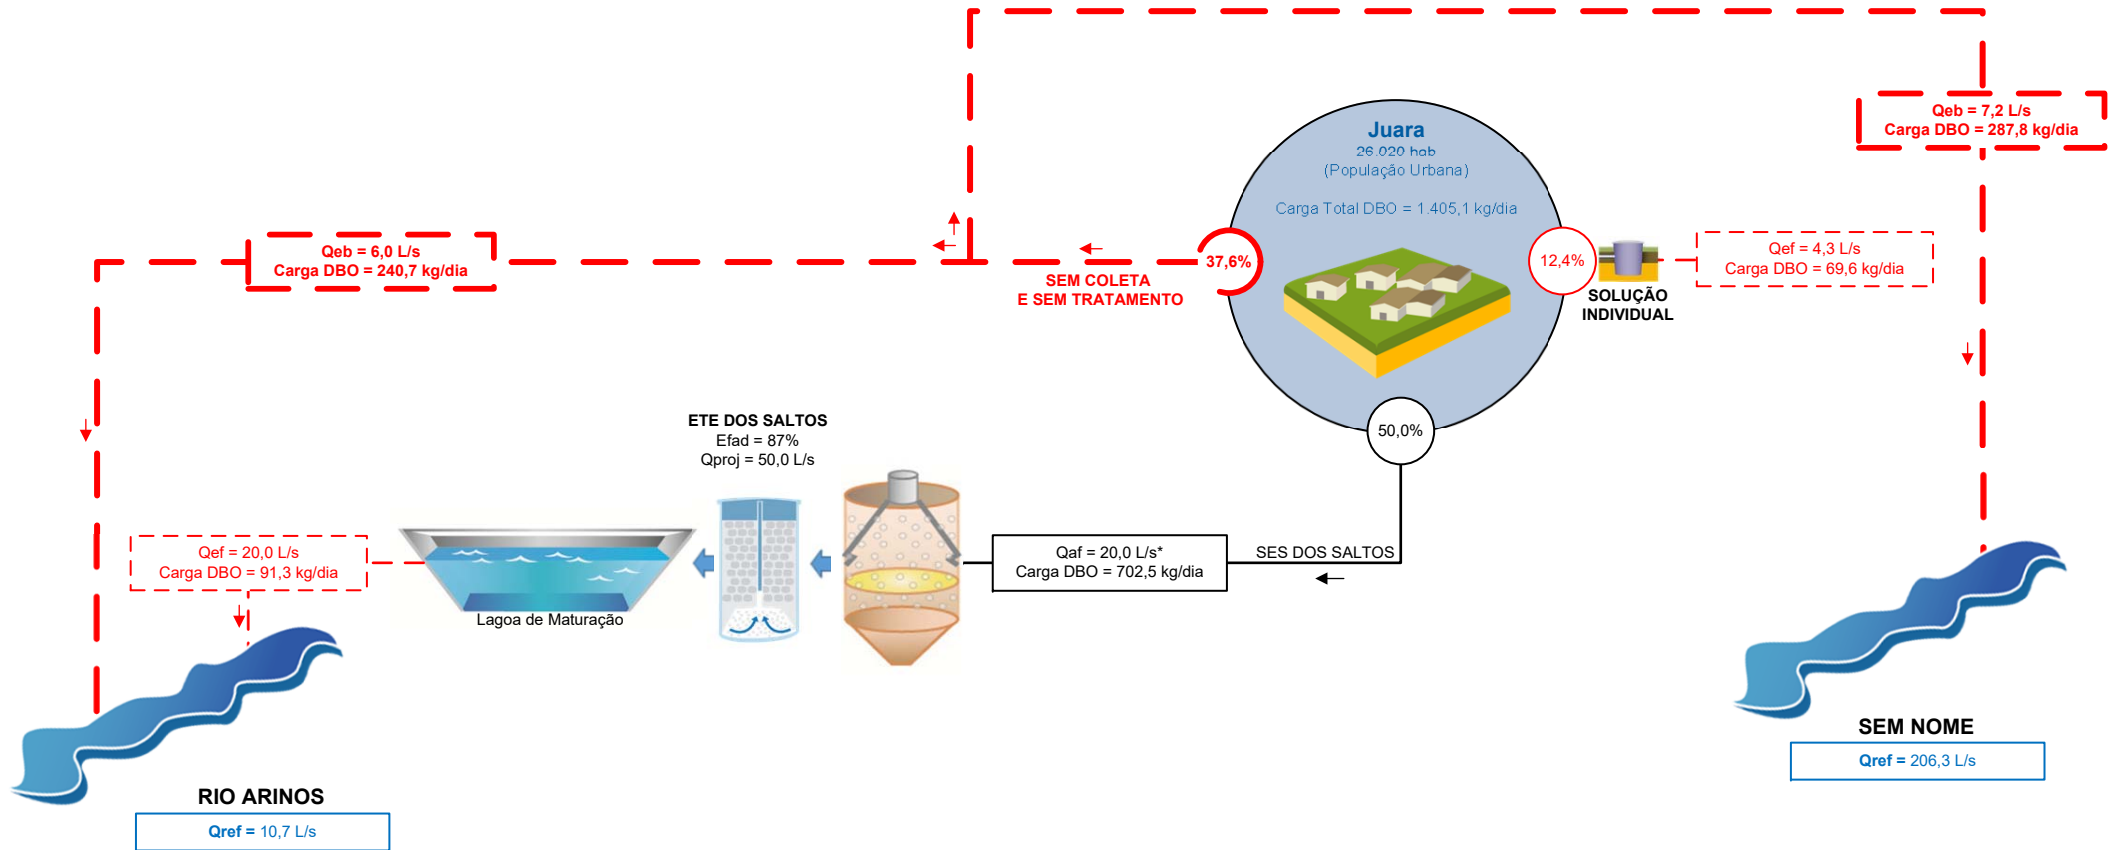 Qeb = 7,2 L/s
Carga DBO = 287,8 kg/dia
Juara
26.020 hab
(População Urbana)
Carga Total DBO = 1.405,1 kg/dia
Qeb = 6,0 L/s
Carga DBO = 240,7 kg/dia
37,6%
SEM COLETA
E SEM TRATAMENTO
12,4%
SOLUÇÃO
INDIVIDUAL
Qef = 4,3 L/s
Carga DBO = 69,6 kg/dia
50,0%
ETE DOS SALTOS
Efad = 87%
Qproj = 50,0 L/s
Qef = 20,0 L/s
Carga DBO = 91,3 kg/dia
Lagoa de Maturação
Qaf = 20,0 L/s*
Carga DBO = 702,5 kg/dia
SES DOS SALTOS
SEM NOME
Qref = 206,3 L/s
RIO ARINOS
Qref = 10,7 L/s